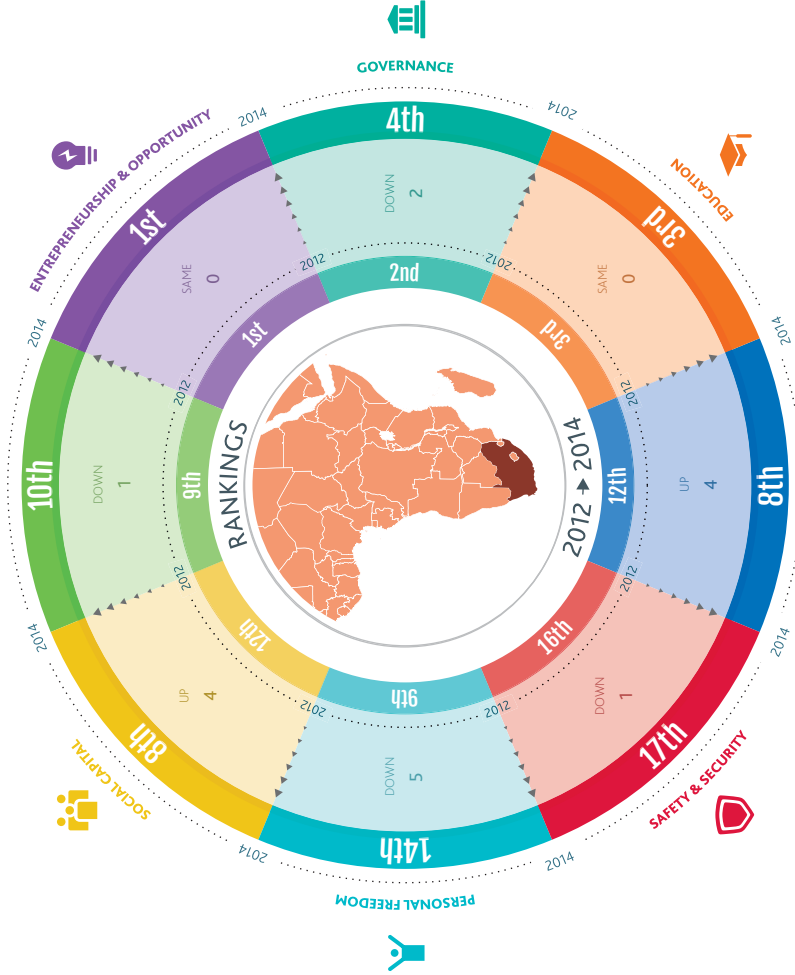 GOVERNANCE
2014
4th
DOWN
2
2012
2nd
2014
EDUCATION
3rd
SAME
0
2012
3rd
2014
8th
UP
4
2012
12th
2014
SAFETY & SECURITY
17th
DOWN
1
2012
16th
2014
PERSONAL FREEDOM
14th
DOWN
5
2012
9th
2014
SOCIAL CAPITAL
8th
UP
4
2012
12th
2014
10th
DOWN
1
2012
9th
2014
ENTREPRENEURSHIP & OPPORTUNITY
1st
SAME
0
2012
1st
RANKINGS
2012 ▸ 2014